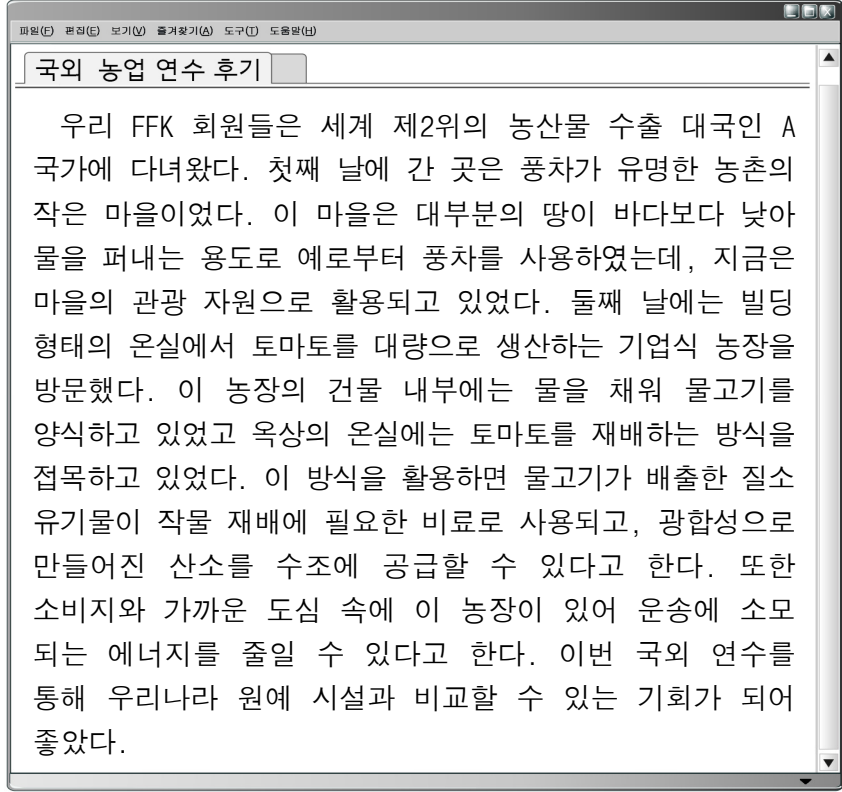 파일(F) 편집(E) 보기(V) 즐겨찾기(A) 도구(T) 도움말(H)
국외 농업 연수 후기
우리 FFK 회원들은 세계 제2위의 농산물 수출 대국인 A
국가에 다녀왔다. 첫째 날에 간 곳은 풍차가 유명한 농촌의
작은 마을이었다. 이 마을은 대부분의 땅이 바다보다 낮아
물을 퍼내는 용도로 예로부터 풍차를 사용하였는데, 지금은
마을의 관광 자원으로 활용되고 있었다. 둘째 날에는 빌딩
형태의 온실에서 토마토를 대량으로 생산하는 기업식 농장을
방문했다. 이 농장의 건물 내부에는 물을 채워 물고기를
양식하고 있었고 옥상의 온실에는 토마토를 재배하는 방식을
접목하고 있었다. 이 방식을 활용하면 물고기가 배출한 질소
유기물이 작물 재배에 필요한 비료로 사용되고, 광합성으로
만들어진 산소를 수조에 공급할 수 있다고 한다. 또한
소비지와 가까운 도심 속에 이 농장이 있어 운송에 소모
되는 에너지를 줄일 수 있다고 한다. 이번 국외 연수를
통해 우리나라 원예 시설과 비교할 수 있는 기회가 되어
좋았다.